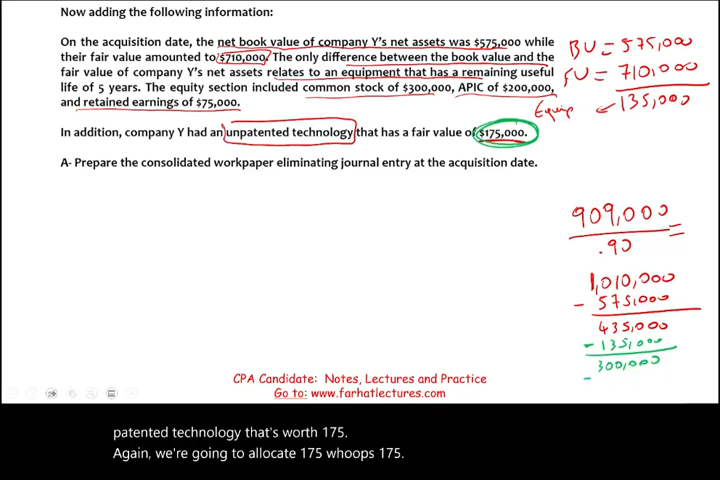 Now adding the following information:
On the acquisition date, the net book value of company Y's net assets was $575,000 while
their fair value amounted to $710,000. The only difference between the book value and the
fair value of company Y's net assets relates to an equipment that has a remaining useful
life of 5 years. The equity section included common stock of $300,000, APIC of $200,000,
and retained earnings of $75,000.
In addition, company Y had an unpatented technology that has a fair value of $175,000.
A- Prepare the consolidated workpaper eliminating journal entry at the acquisition date.
BV = 575,000
FV = 710,000
Equip ← 135,000
909,000
.90 =
1,010,000
- 575,000
435,000
- 135,000
300,000
-
CPA Candidate: Notes, Lectures and Practice
Go to: www.farhatlectures.com
patented technology that's worth 175.
Again, we're going to allocate 175 whoops 175.